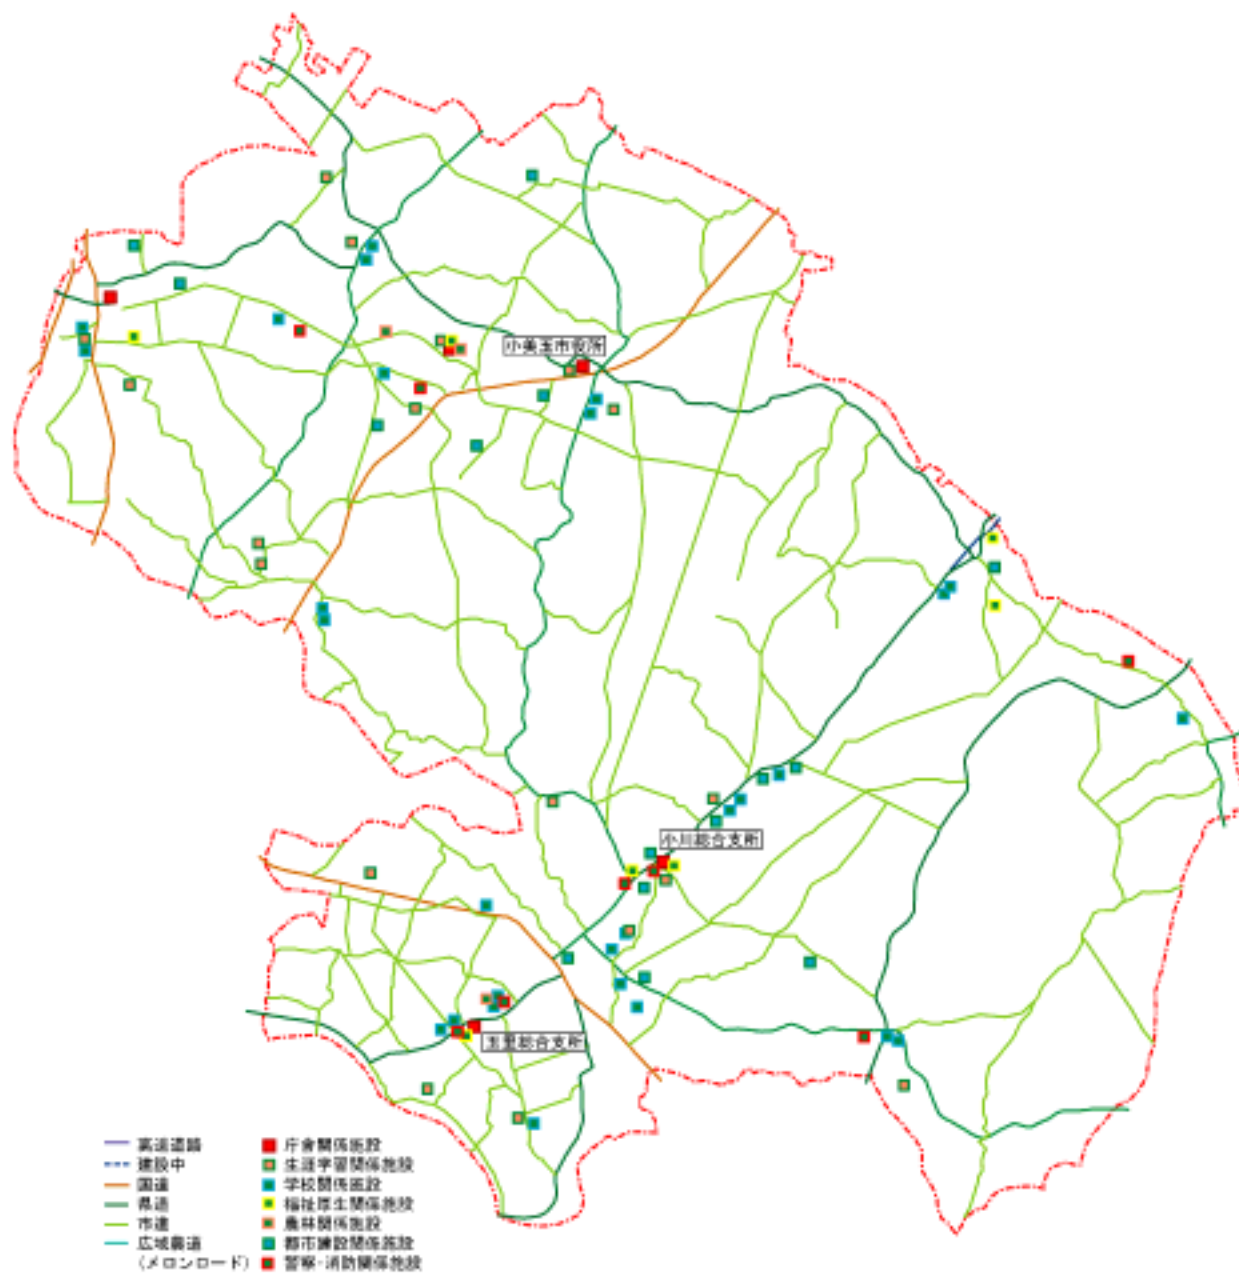 小美玉市役所
小川総合支所
玉里総合支所
高速道路
建設中
国道
県道
市道
広域農道
(メロンロード)
庁舎関係施設
生涯学習関係施設
学校関係施設
福祉厚生関係施設
農林関係施設
都市建設関係施設
警察・消防関係施設